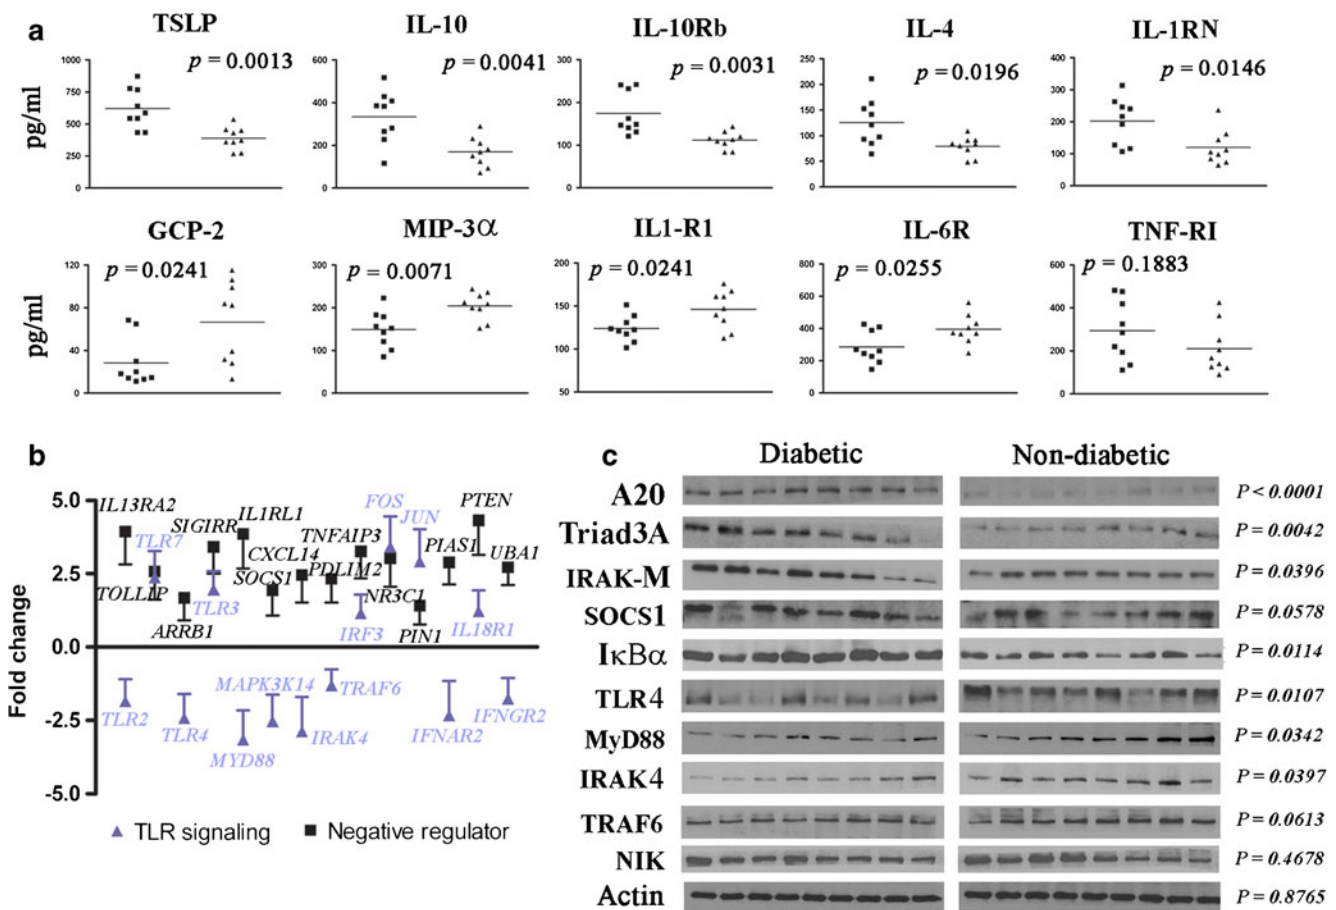 a
TSLP
IL-10
IL-10Rb
IL-4
IL-1RN
pg/ml
1000
750
500
250
0
p = 0.0013
600
400
200
0
p = 0.0041
300
200
100
0
p = 0.0031
250
200
150
100
50
0
p = 0.0196
400
300
200
100
0
p = 0.0146
GCP-2
MIP-3α
IL1-R1
IL-6R
TNF-RI
pg/ml
120
80
40
0
p = 0.0241
300
200
100
0
p = 0.0071
200
150
100
50
p = 0.0241
800
600
400
200
0
p = 0.0255
600
400
200
0
p = 0.1883
b
Fold change
5.0
2.5
0.0
-2.5
-5.0
IL13RA2
TLR7
TOLLIP
SIGIRR
ARRB1
TLR3
IL1RL1
CXCL14
SOCS1
TNFAIP3
PDLIM2
FOS
JUN
NR3C1
IRF3
PIAS1
PIN1
PTEN
UBA1
IL18R1
TLR2
TLR4
MAPK3K14
MYD88
TRAF6
IRAK4
IFNAR2
IFNGR2
TLR signaling
Negative regulator
c
Diabetic
Non-diabetic
A20
P < 0.0001
Triad3A
P = 0.0042
IRAK-M
P = 0.0396
SOCS1
P = 0.0578
IκBα
P = 0.0114
TLR4
P = 0.0107
MyD88
P = 0.0342
IRAK4
P = 0.0397
TRAF6
P = 0.0613
NIK
P = 0.4678
Actin
P = 0.8765